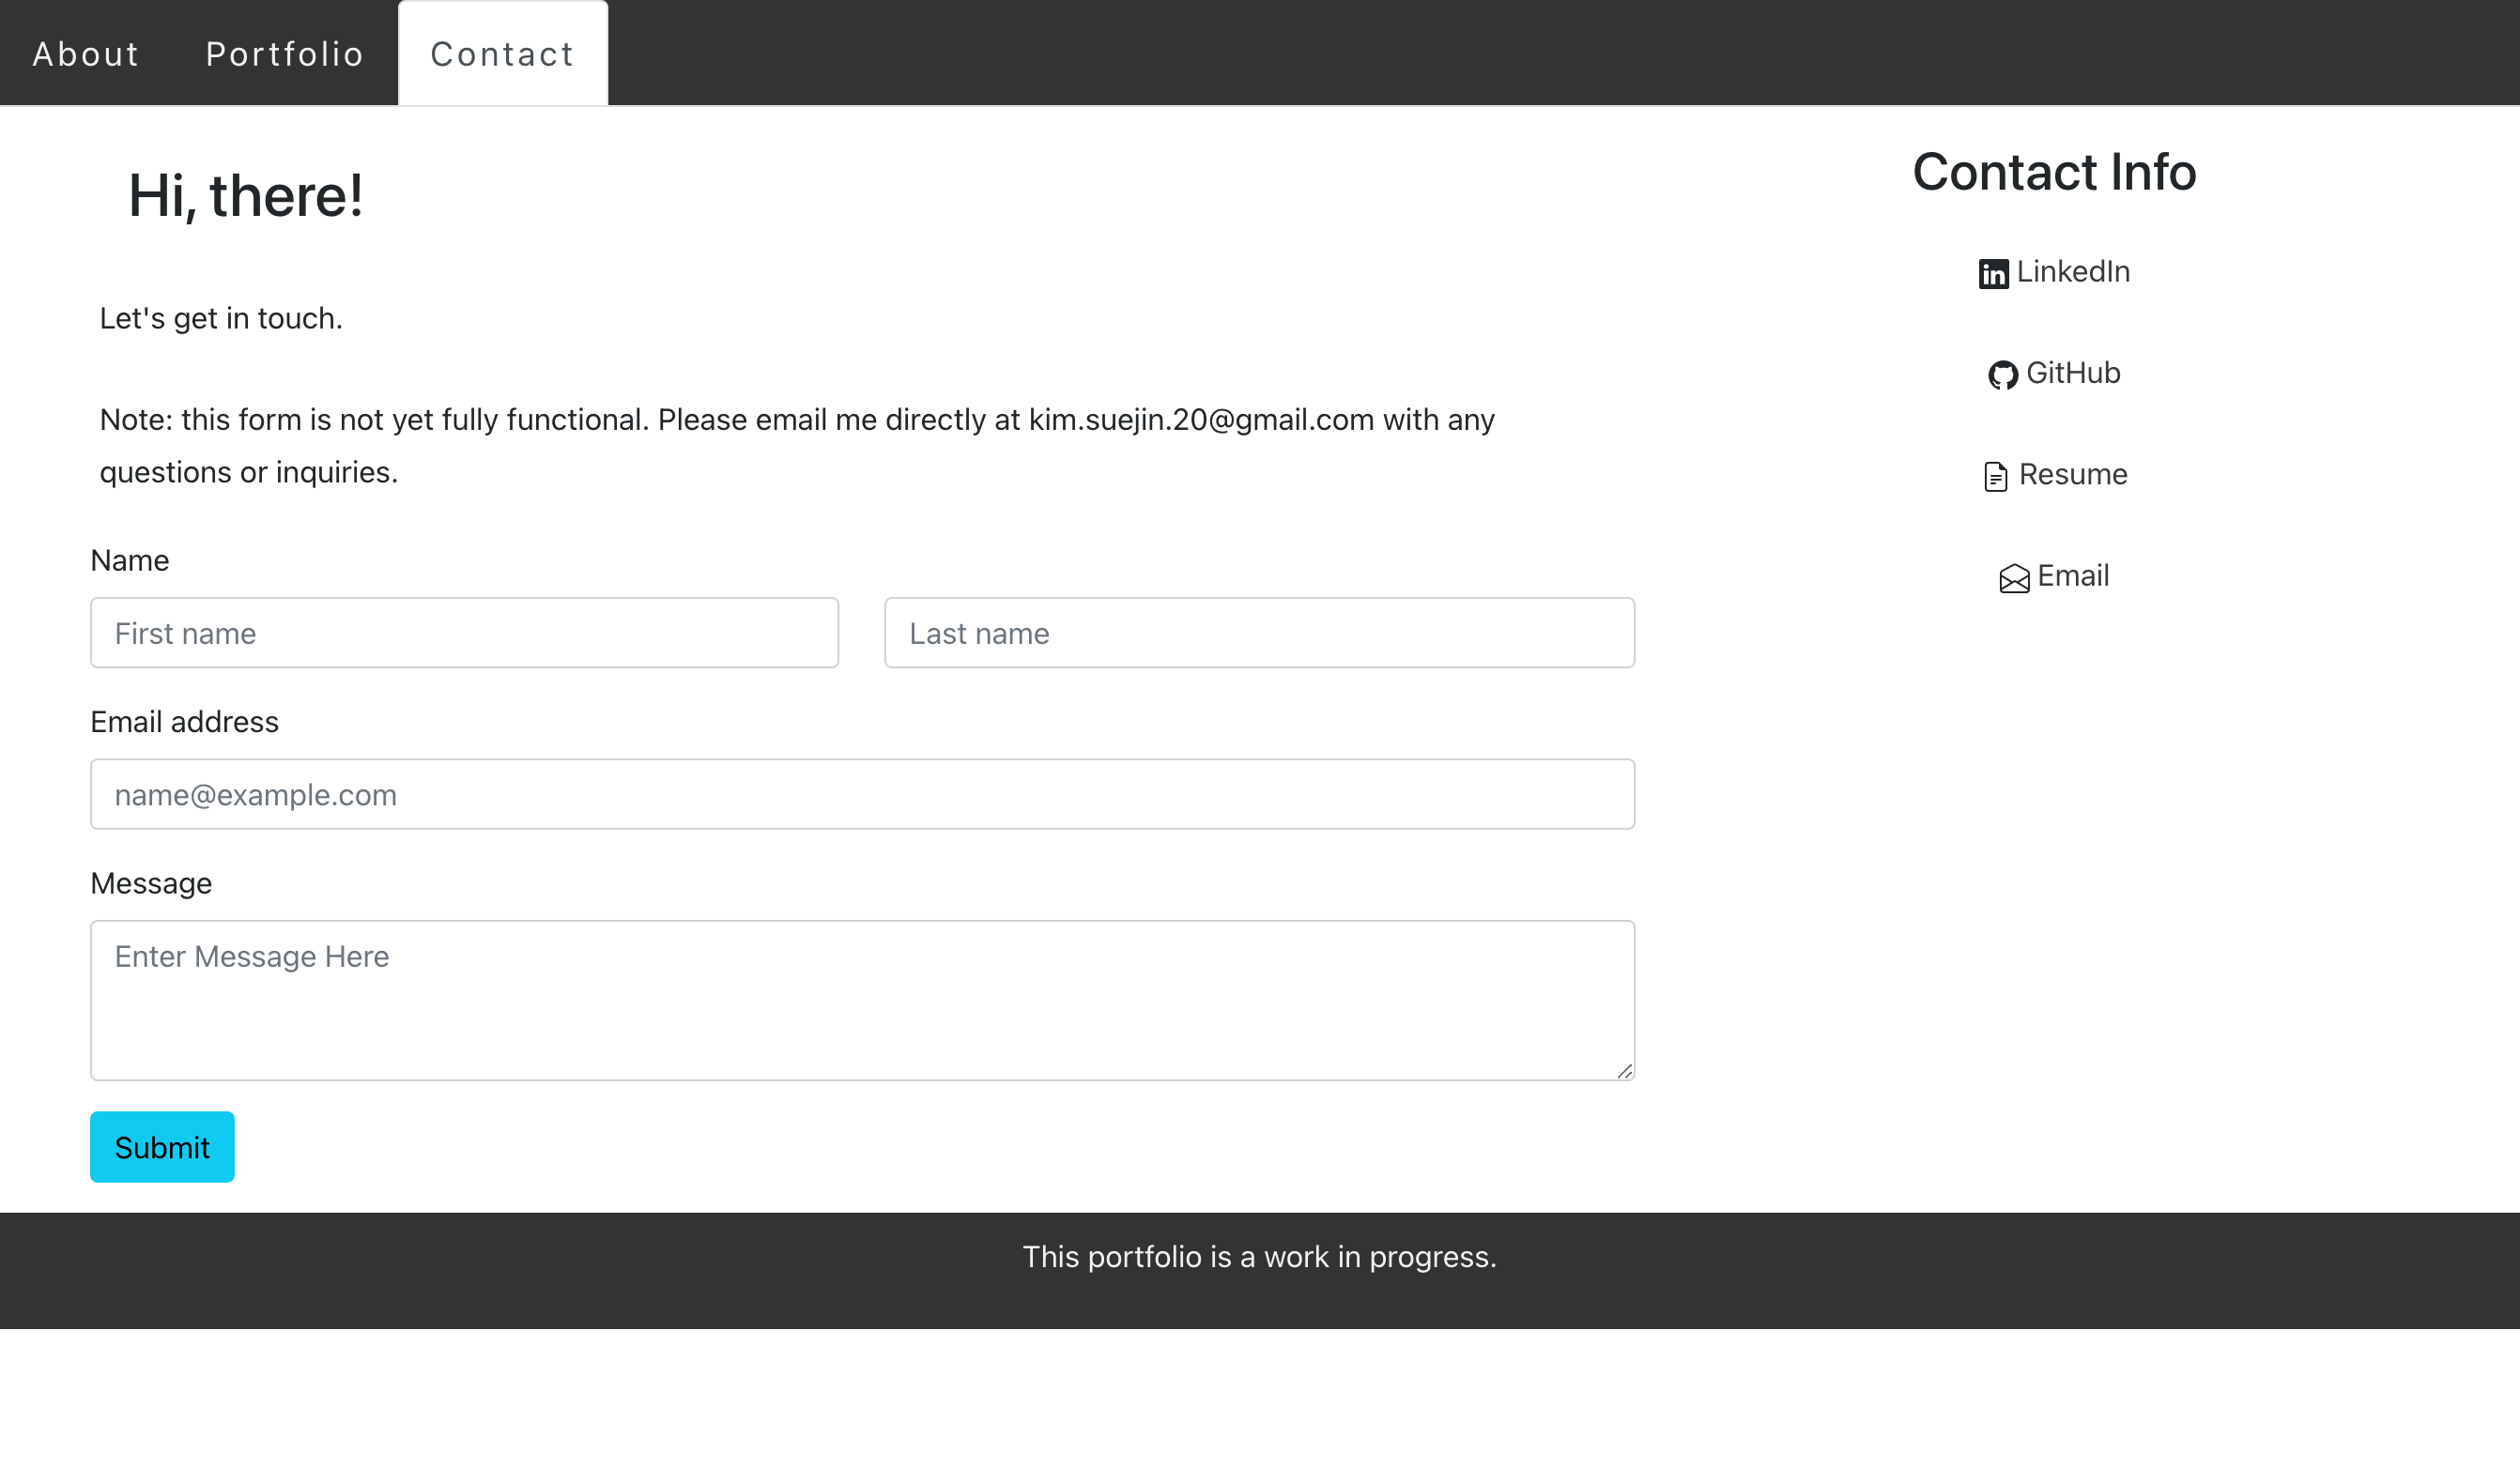 About
Portfolio
Contact
Hi, there!
Let's get in touch.
Note: this form is not yet fully functional. Please email me directly at kim.suejin.20@gmail.com with any
questions or inquiries.
Name
First name
Last name
Email address
name@example.com
Message
Enter Message Here
Submit
Contact Info
in LinkedIn
GitHub
Resume
Email
This portfolio is a work in progress.